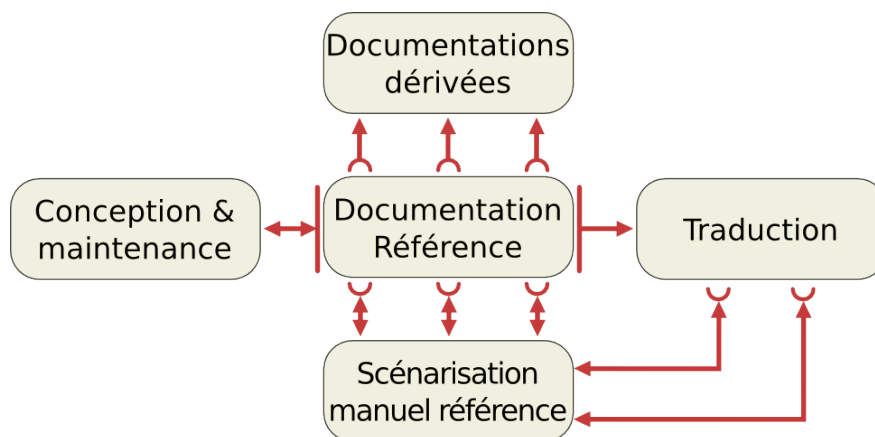 Documentations
dérivées
Conception &
maintenance
Documentation
Référence
Traduction
Scénarisation
manuel référence